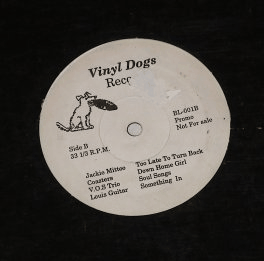 Vinyl Dogs
Reco
BL-001B
Promo
Not For sale
Side B
33 1/3 R.P.M.
Jackie Mittoo Too Late To Turn Back
Coasters Down Home Girl
V.O.B Trio Soul Songs
Louis Guitar Something In